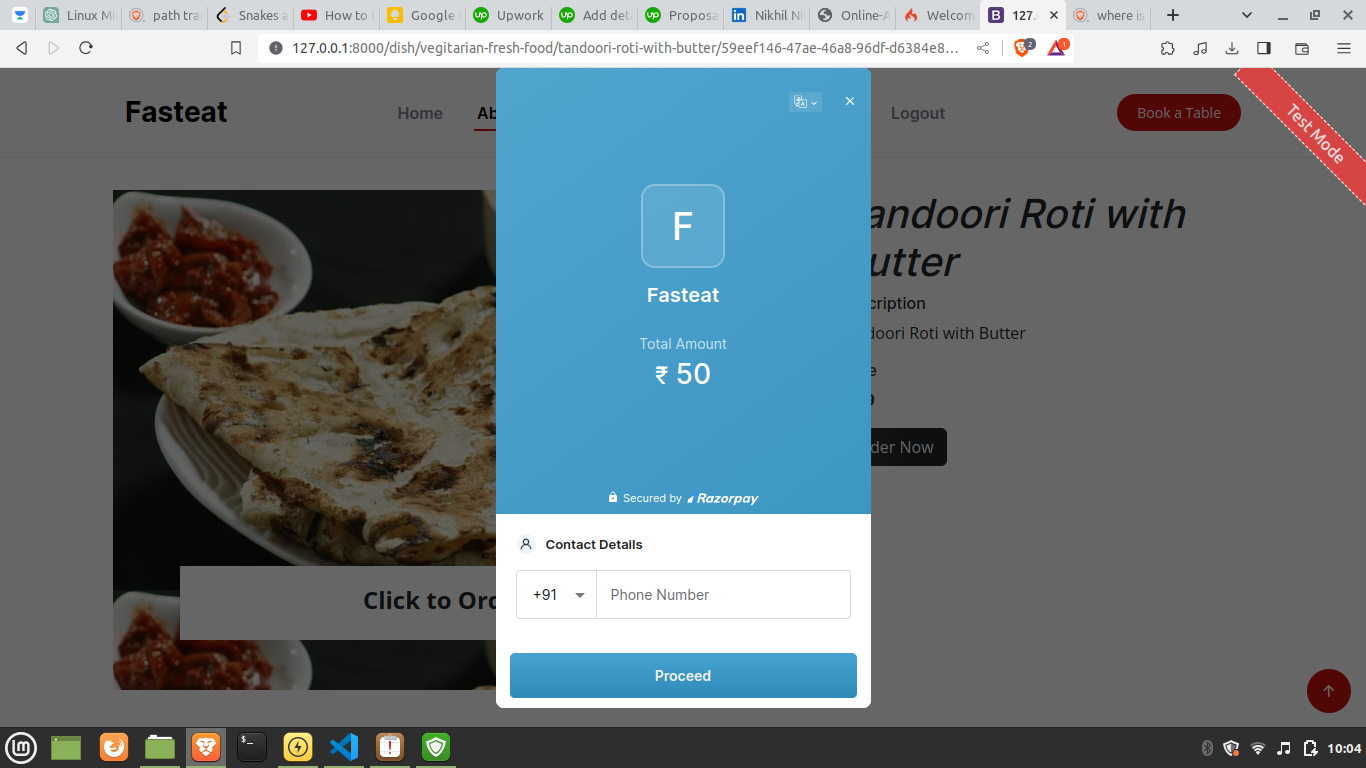 Linux Mi
path tra
Snakes a
How to U
Google
Upwork
Add det
Proposa
Nikhil Ni
Online-A
Welcom
127.
where is
127.0.0.1:8000/dish/vegitarian-fresh-food/tandoori-roti-with-butter/59eef146-47ae-46a8-96df-d6384e8...
2
1
Fasteat
Home
Ab
Logout
Book a Table
Test Mode
F
Fasteat
Total Amount
₹ 50
Secured by Razorpay
andoori Roti with
utter
cription
doori Roti with Butter
e
9
der Now
Click to Ord
Contact Details
+91
Phone Number
Proceed
10:04